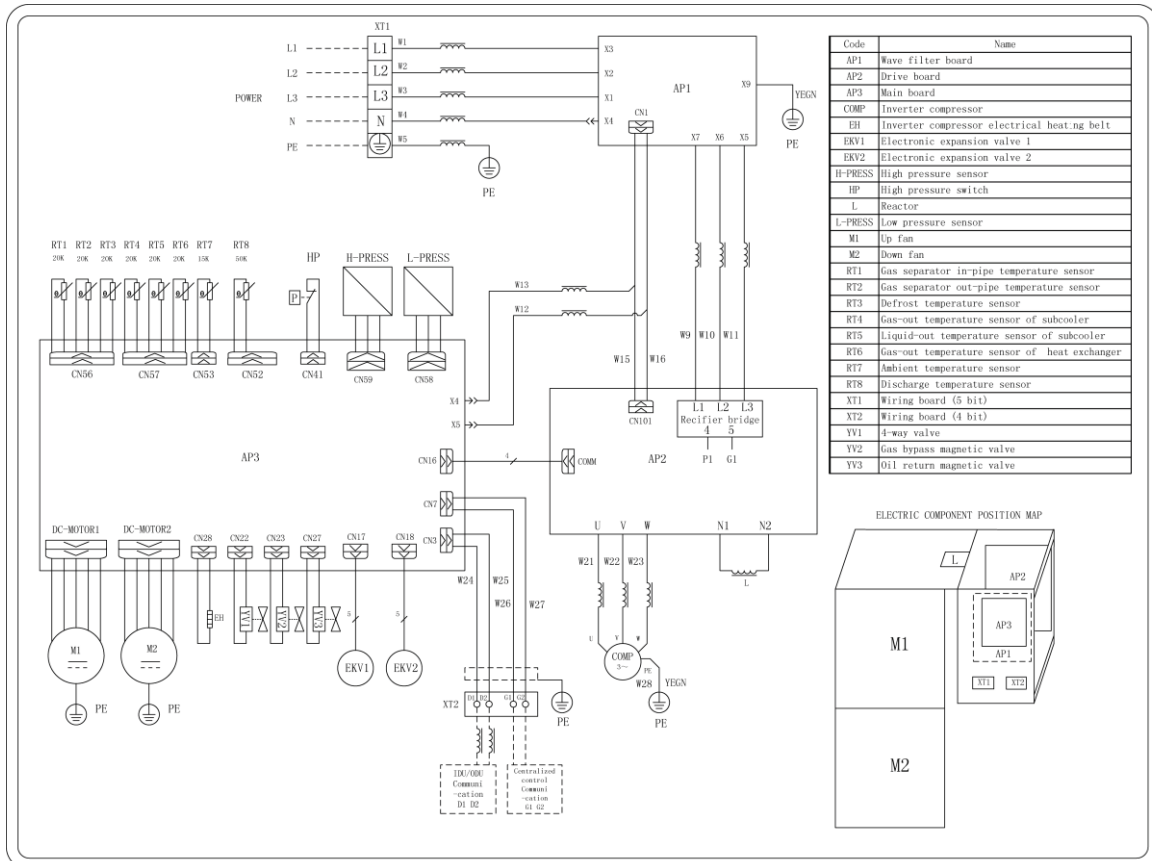 XT1
L1 L1 W1 X3
L2 L2 W2 X2
POWER L3 L3 W3 X1
N N W4 X4
PE W5
PE
AP1
CN1
X9
YEGN
PE
X7 X6 X5
Code Name
AP1 Wave filter board
AP2 Drive board
AP3 Main board
COMP Inverter compressor
EH Inverter compressor electrical heating belt
EKV1 Electronic expansion valve 1
EKV2 Electronic expansion valve 2
H-PRESS High pressure sensor
HP High pressure switch
L Reactor
L-PRESS Low pressure sensor
M1 Up fan
M2 Down fan
RT1 Gas separator in-pipe temperature sensor
RT2 Gas separator out-pipe temperature sensor
RT3 Defrost temperature sensor
RT4 Gas-out temperature sensor of subcooler
RT5 Liquid-out temperature sensor of subcooler
RT6 Gas-out temperature sensor of heat exchanger
RT7 Ambient temperature sensor
RT8 Discharge temperature sensor
XT1 Wiring board (5 bit)
XT2 Wiring board (4 bit)
YV1 4-way valve
YV2 Gas bypass magnetic valve
YV3 Oil return magnetic valve
RT1 RT2 RT3 RT4 RT5 RT6 RT7 RT8 HP H-PRESS L-PRESS
20K 20K 20K 20K 20K 20K 15K 50K
θ θ θ θ θ θ θ θ
P
W13
W12
CN56 CN57 CN53 CN52 CN41 CN59 CN58
W15 W16 W9 W10 W11
X4
X5
AP3
CN16 4 COMM
CN7
CN3
CN101
L1 L2 L3
Rectifier bridge
4 5
AP2 P1 G1
U V W N1 N2
W21 W22 W23
L
U V W
COMP
3～
PE
W28 YEGN
PE
DC-MOTOR1 DC-MOTOR2 CN28 CN22 CN23 CN27 CN17 CN18
W24 W25
W26 W27
EH YV1 YV2 YV3
5 5
M1 M2 EKV1 EKV2
PE PE
XT2 D1 D2 G1 G2
PE
IDU/ODU
Communi
-cation
D1 D2
Centralized
control
Communi
-cation
G1 G2
ELECTRIC COMPONENT POSITION MAP
L
AP2
AP3
AP1
XT1 XT2
M1
M2